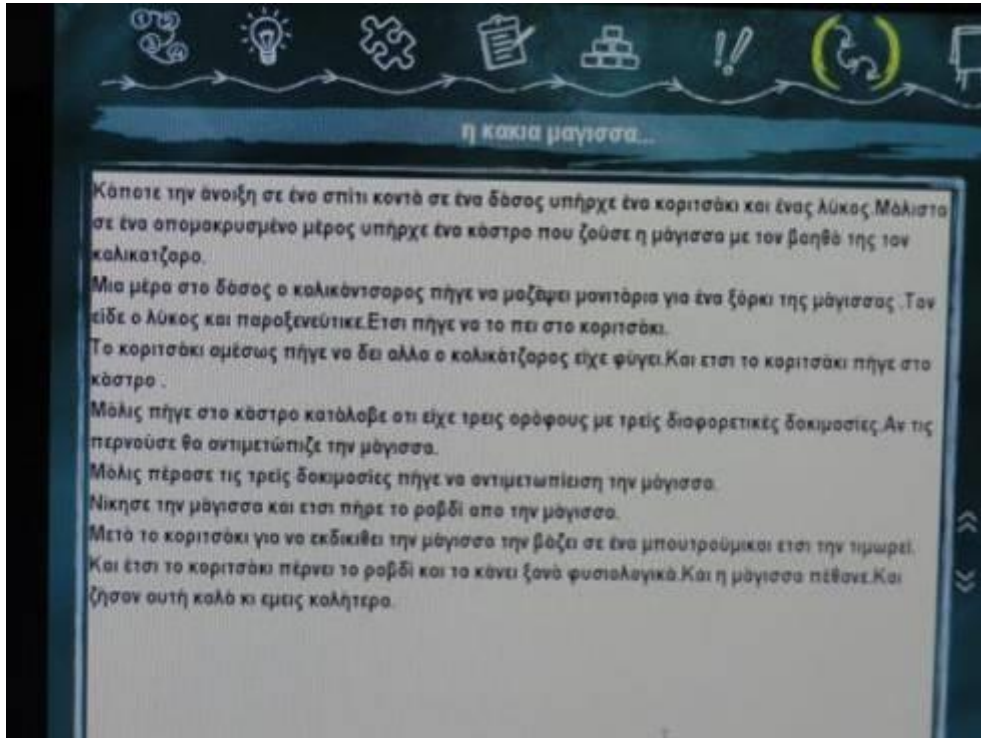 η κακια μαγισσα...
Κάποτε την άνοιξη σε ένα σπίτι κοντά σε ένα δάσος υπήρχε ένα κοριτσάκι και ένας λύκος.Μάλιστα
σε ένα απομακρυσμένο μέρος υπήρχε ένα κάστρο που ζούσε η μάγισσα με τον βοηθό της τον
καλικατζαρο.
Μια μέρα στο δάσος ο καλικάντσαρος πήγε να μαζέψει μανιτάρια για ένα ξόρκι της μάγισσας .Τον
είδε ο λύκος και παραξενεύτικε.Ετσι πήγε να το πει στο κοριτσάκι.
Το κοριτσάκι αμέσως πήγε να δει αλλα ο καλικάτζαρος είχε φύγει.Και ετσι το κοριτσάκι πήγε στο
κάστρο .
Μόλις πήγε στο κάστρο κατάλαβε οτι είχε τρεις ορόφους με τρείς διαφορετικές δοκιμασίες.Αν τις
περνούσε θα αντιμετώπιζε την μάγισσα.
Μόλις πέρασε τις τρείς δοκιμασίες πήγε να αντιμετωπίειση την μάγισσα.
Νίκησε την μάγισσα και ετσι πήρε το ραβδί απο την μάγισσα.
Μετά το κοριτσάκι για να εκδικιθει την μάγισσα την βάζει σε ένα μπουτρούμικαι ετσι την τιμωρεί.
Και έτσι το κοριτσάκι πέρνει το ραβδί και τα κάνει ξανά φυσιολογικά.Και η μάγισσα πέθανε.Και
ζήσαν αυτή καλά κι εμεις καλήτερα.